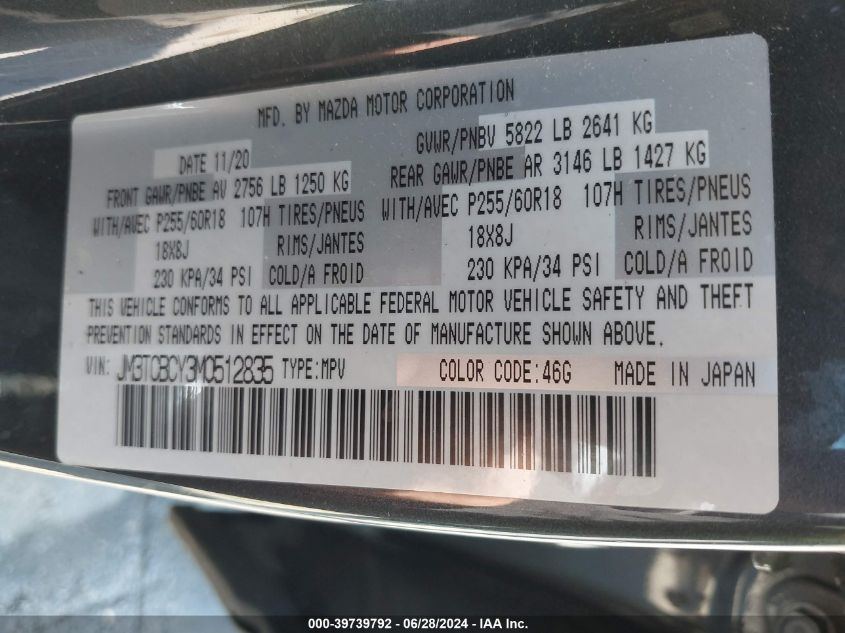 MFD. BY MAZDA MOTOR CORPORATION
DATE 11/20 GVWR/PNBV 5822 LB 2641 KG
FRONT GAWR/PNBE AV 2756 LB 1250 KG REAR GAWR/PNBE AR 3146 LB 1427 KG
WITH/AVEC P255/60R18 107H TIRES/PNEUS WITH/AVEC P255/60R18 107H TIRES/PNEUS
18X8J RIMS/JANTES 18X8J RIMS/JANTES
230 KPA/34 PSI COLD/A FROID 230 KPA/34 PSI COLD/A FROID
THIS VEHICLE CONFORMS TO ALL APPLICABLE FEDERAL MOTOR VEHICLE SAFETY AND THEFT
PREVENTION STANDARDS IN EFFECT ON THE DATE OF MANUFACTURE SHOWN ABOVE.
VIN: JM3TCBCY3M0512835 TYPE:MPV COLOR CODE:46G MADE IN JAPAN
000-39739792 - 06/28/2024 - IAA Inc.